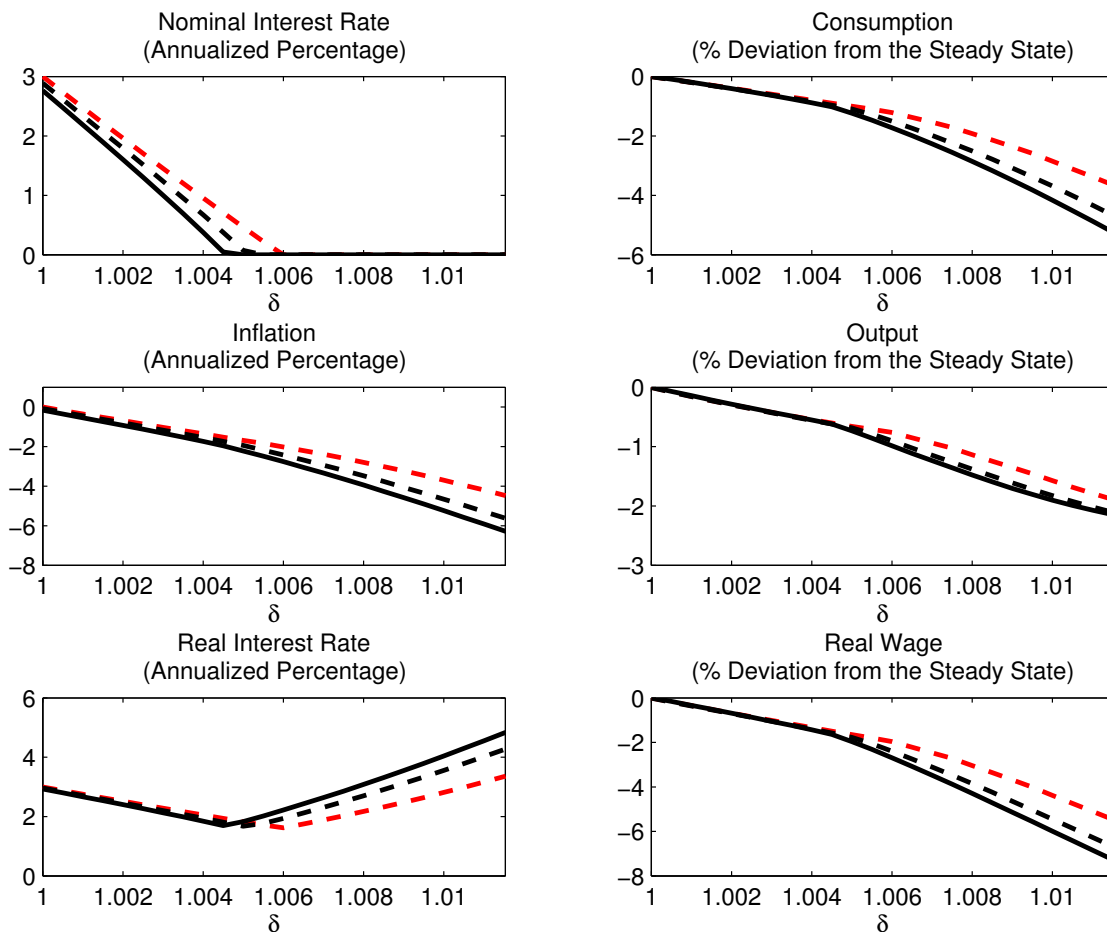 Nominal Interest Rate
(Annualized Percentage)
3
2
1
0
1 1.002 1.004 1.006 1.008 1.01
δ
Consumption
(% Deviation from the Steady State)
0
−2
−4
−6
1 1.002 1.004 1.006 1.008 1.01
δ
Inflation
(Annualized Percentage)
0
−2
−4
−6
−8
1 1.002 1.004 1.006 1.008 1.01
δ
Output
(% Deviation from the Steady State)
0
−1
−2
−3
1 1.002 1.004 1.006 1.008 1.01
δ
Real Interest Rate
(Annualized Percentage)
6
4
2
0
1 1.002 1.004 1.006 1.008 1.01
δ
Real Wage
(% Deviation from the Steady State)
0
−2
−4
−6
−8
1 1.002 1.004 1.006 1.008 1.01
δ